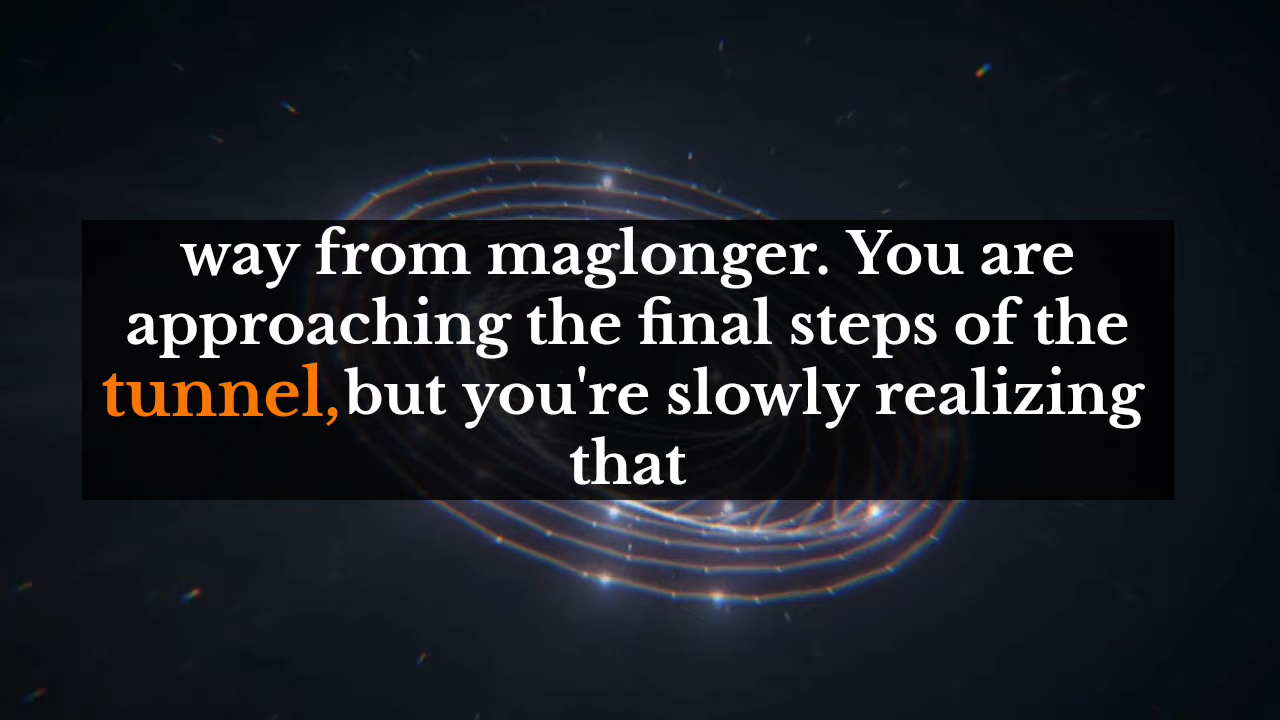 way from maglonger. You are
approaching the final steps of the
tunnel, but you're slowly realizing
that